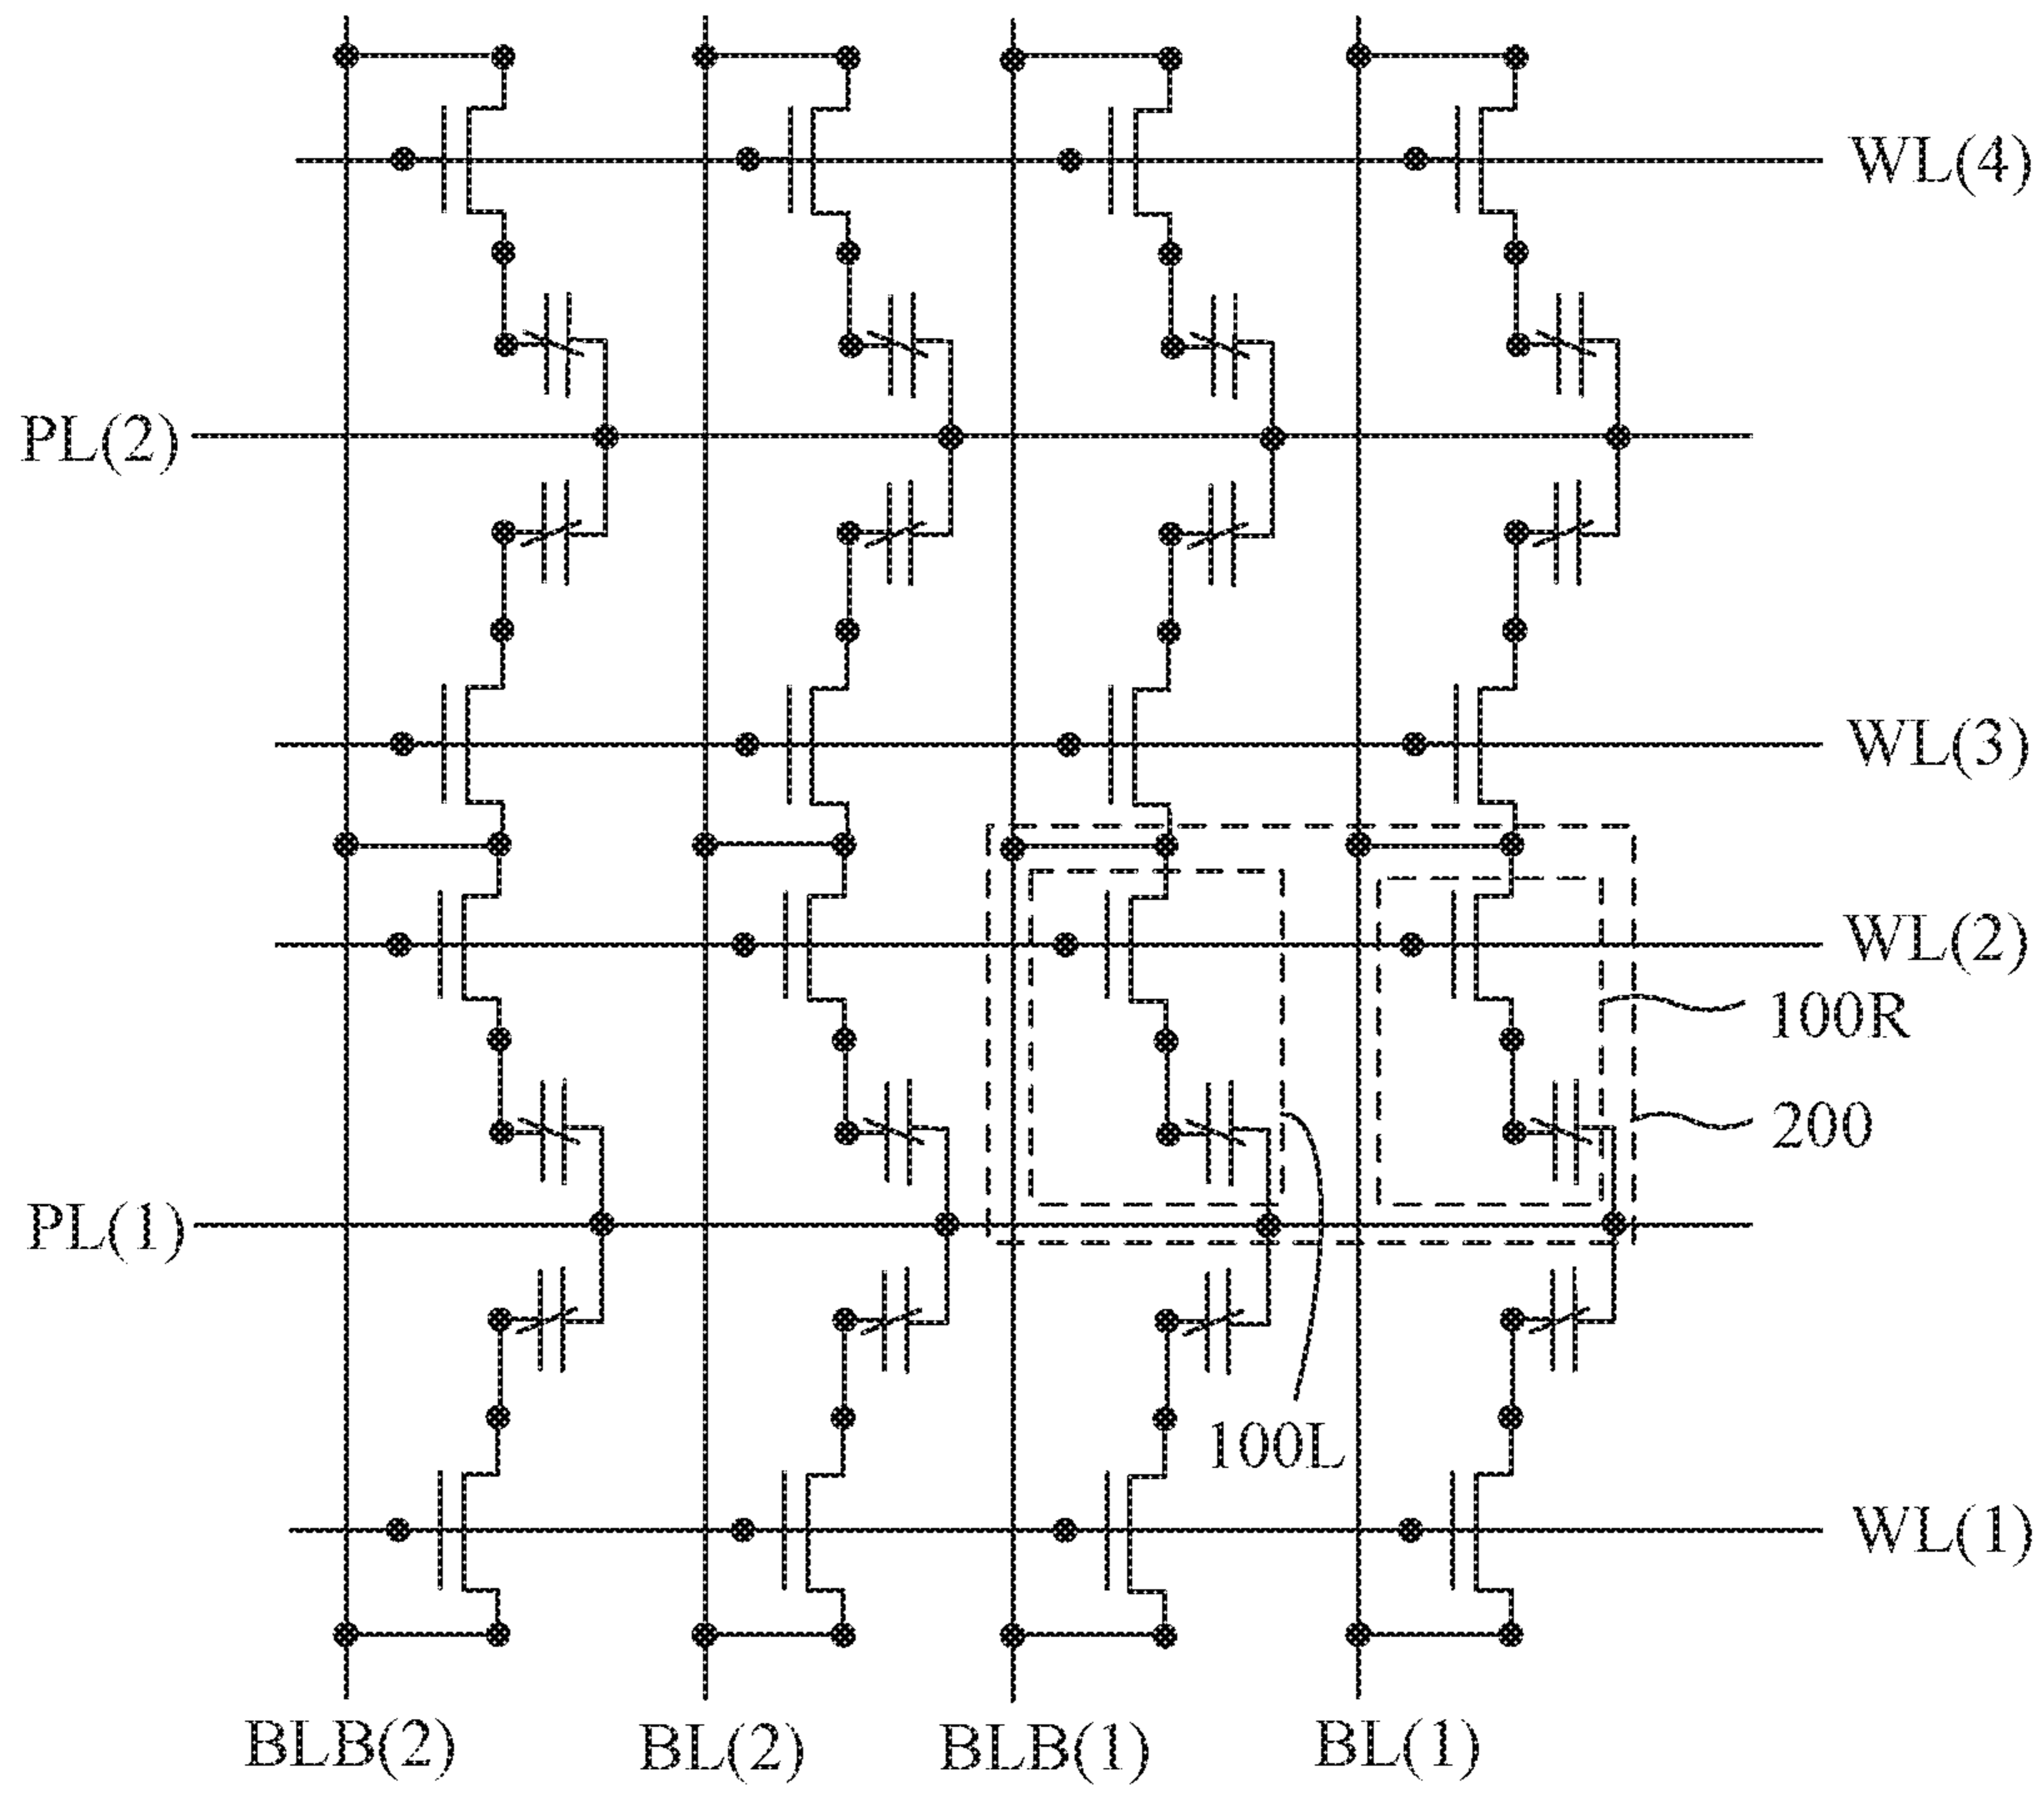 WL(4)
PL(2)
WL(3)
WL(2)
100R
200
PL(1)
100L
WL(1)
BLB(2)
BL(2)
BLB(1)
BL(1)